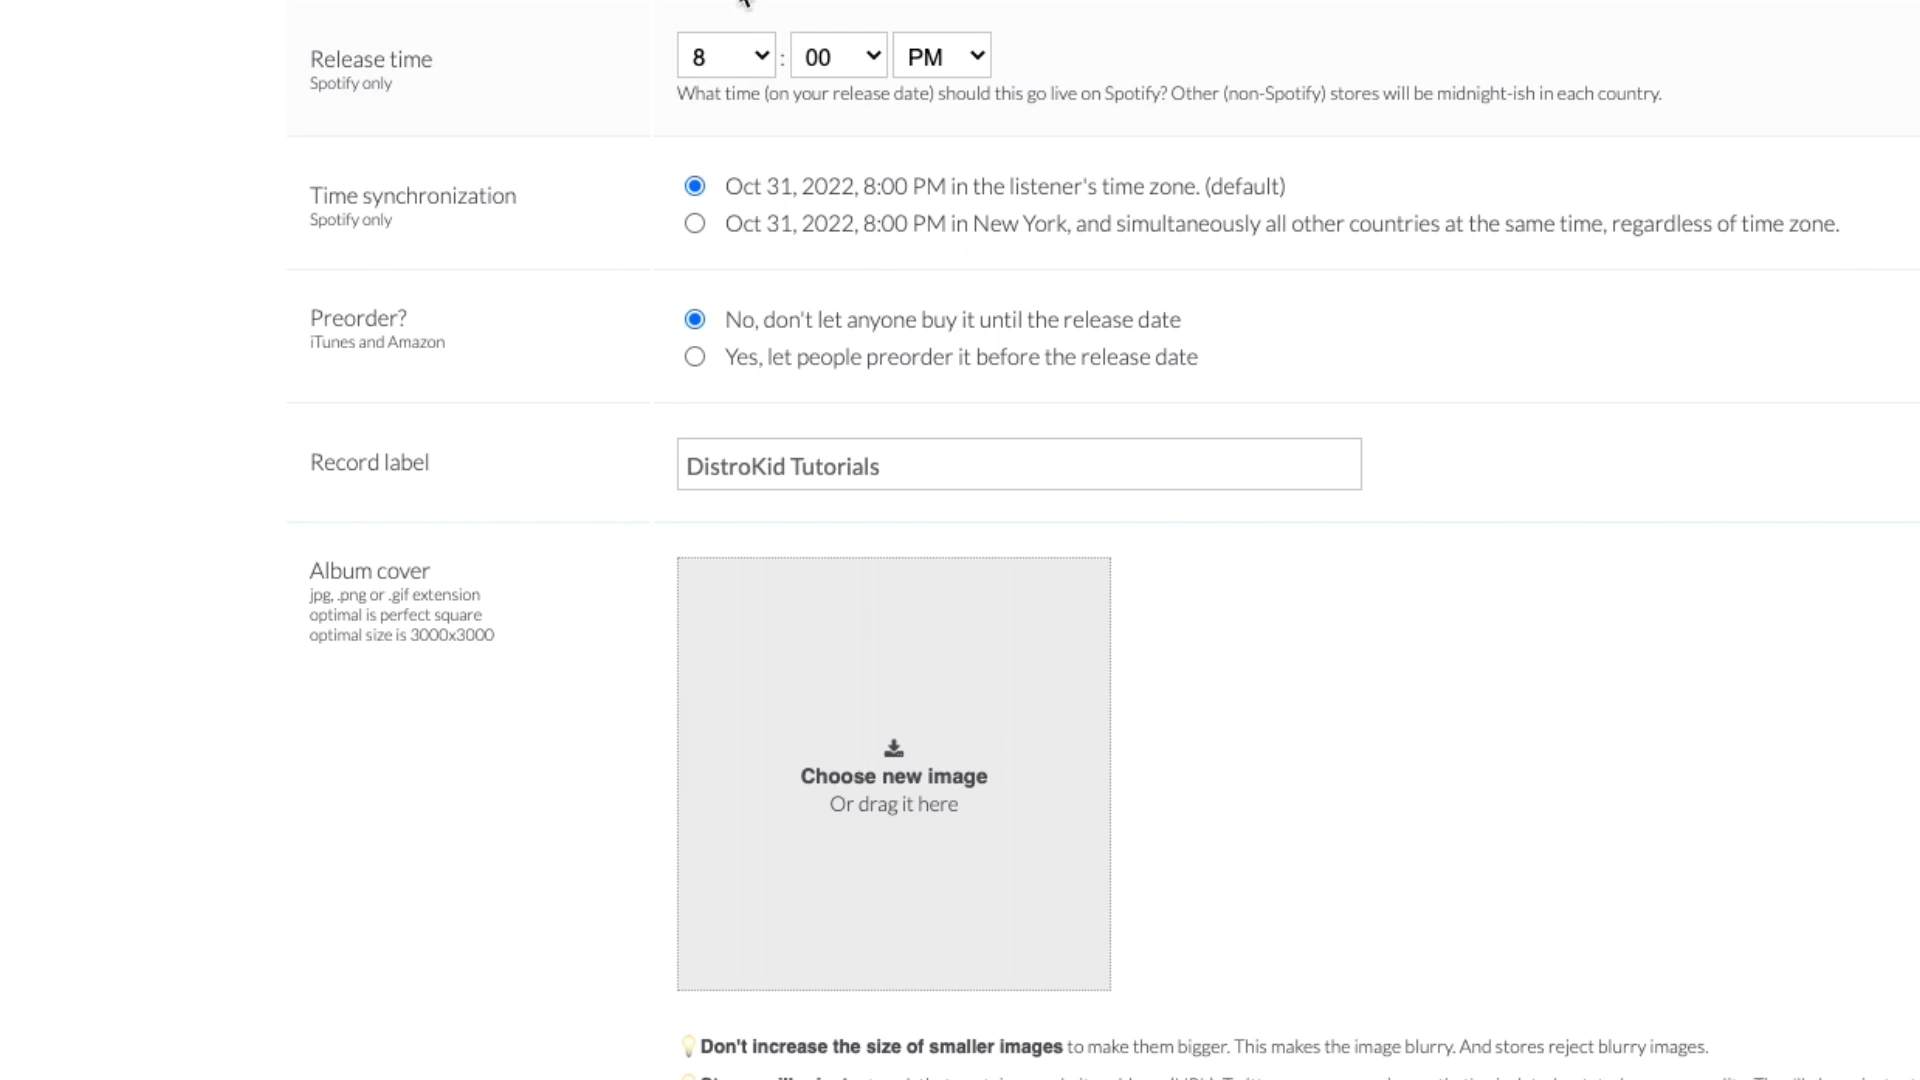 Release time
Spotify only
8 : 00 PM
What time (on your release date) should this go live on Spotify? Other (non-Spotify) stores will be midnight-ish in each country.
Time synchronization
Spotify only
Oct 31, 2022, 8:00 PM in the listener's time zone. (default)
Oct 31, 2022, 8:00 PM in New York, and simultaneously all other countries at the same time, regardless of time zone.
Preorder?
iTunes and Amazon
No, don't let anyone buy it until the release date
Yes, let people preorder it before the release date
Record label
DistroKid Tutorials
Album cover
jpg, .png or .gif extension
optimal is perfect square
optimal size is 3000x3000
Choose new image
Or drag it here
Don't increase the size of smaller images to make them bigger. This makes the image blurry. And stores reject blurry images.